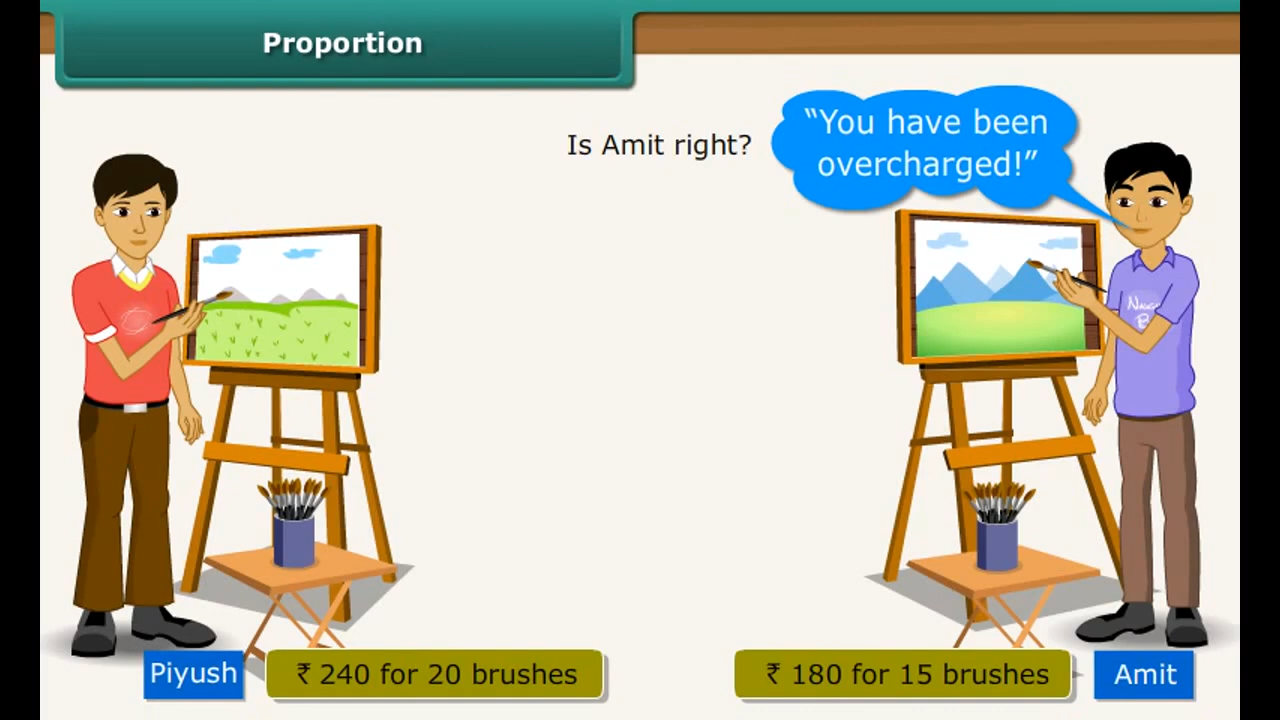 Proportion
Is Amit right?
“You have been
overcharged!”
Piyush
₹ 240 for 20 brushes
₹ 180 for 15 brushes
Amit